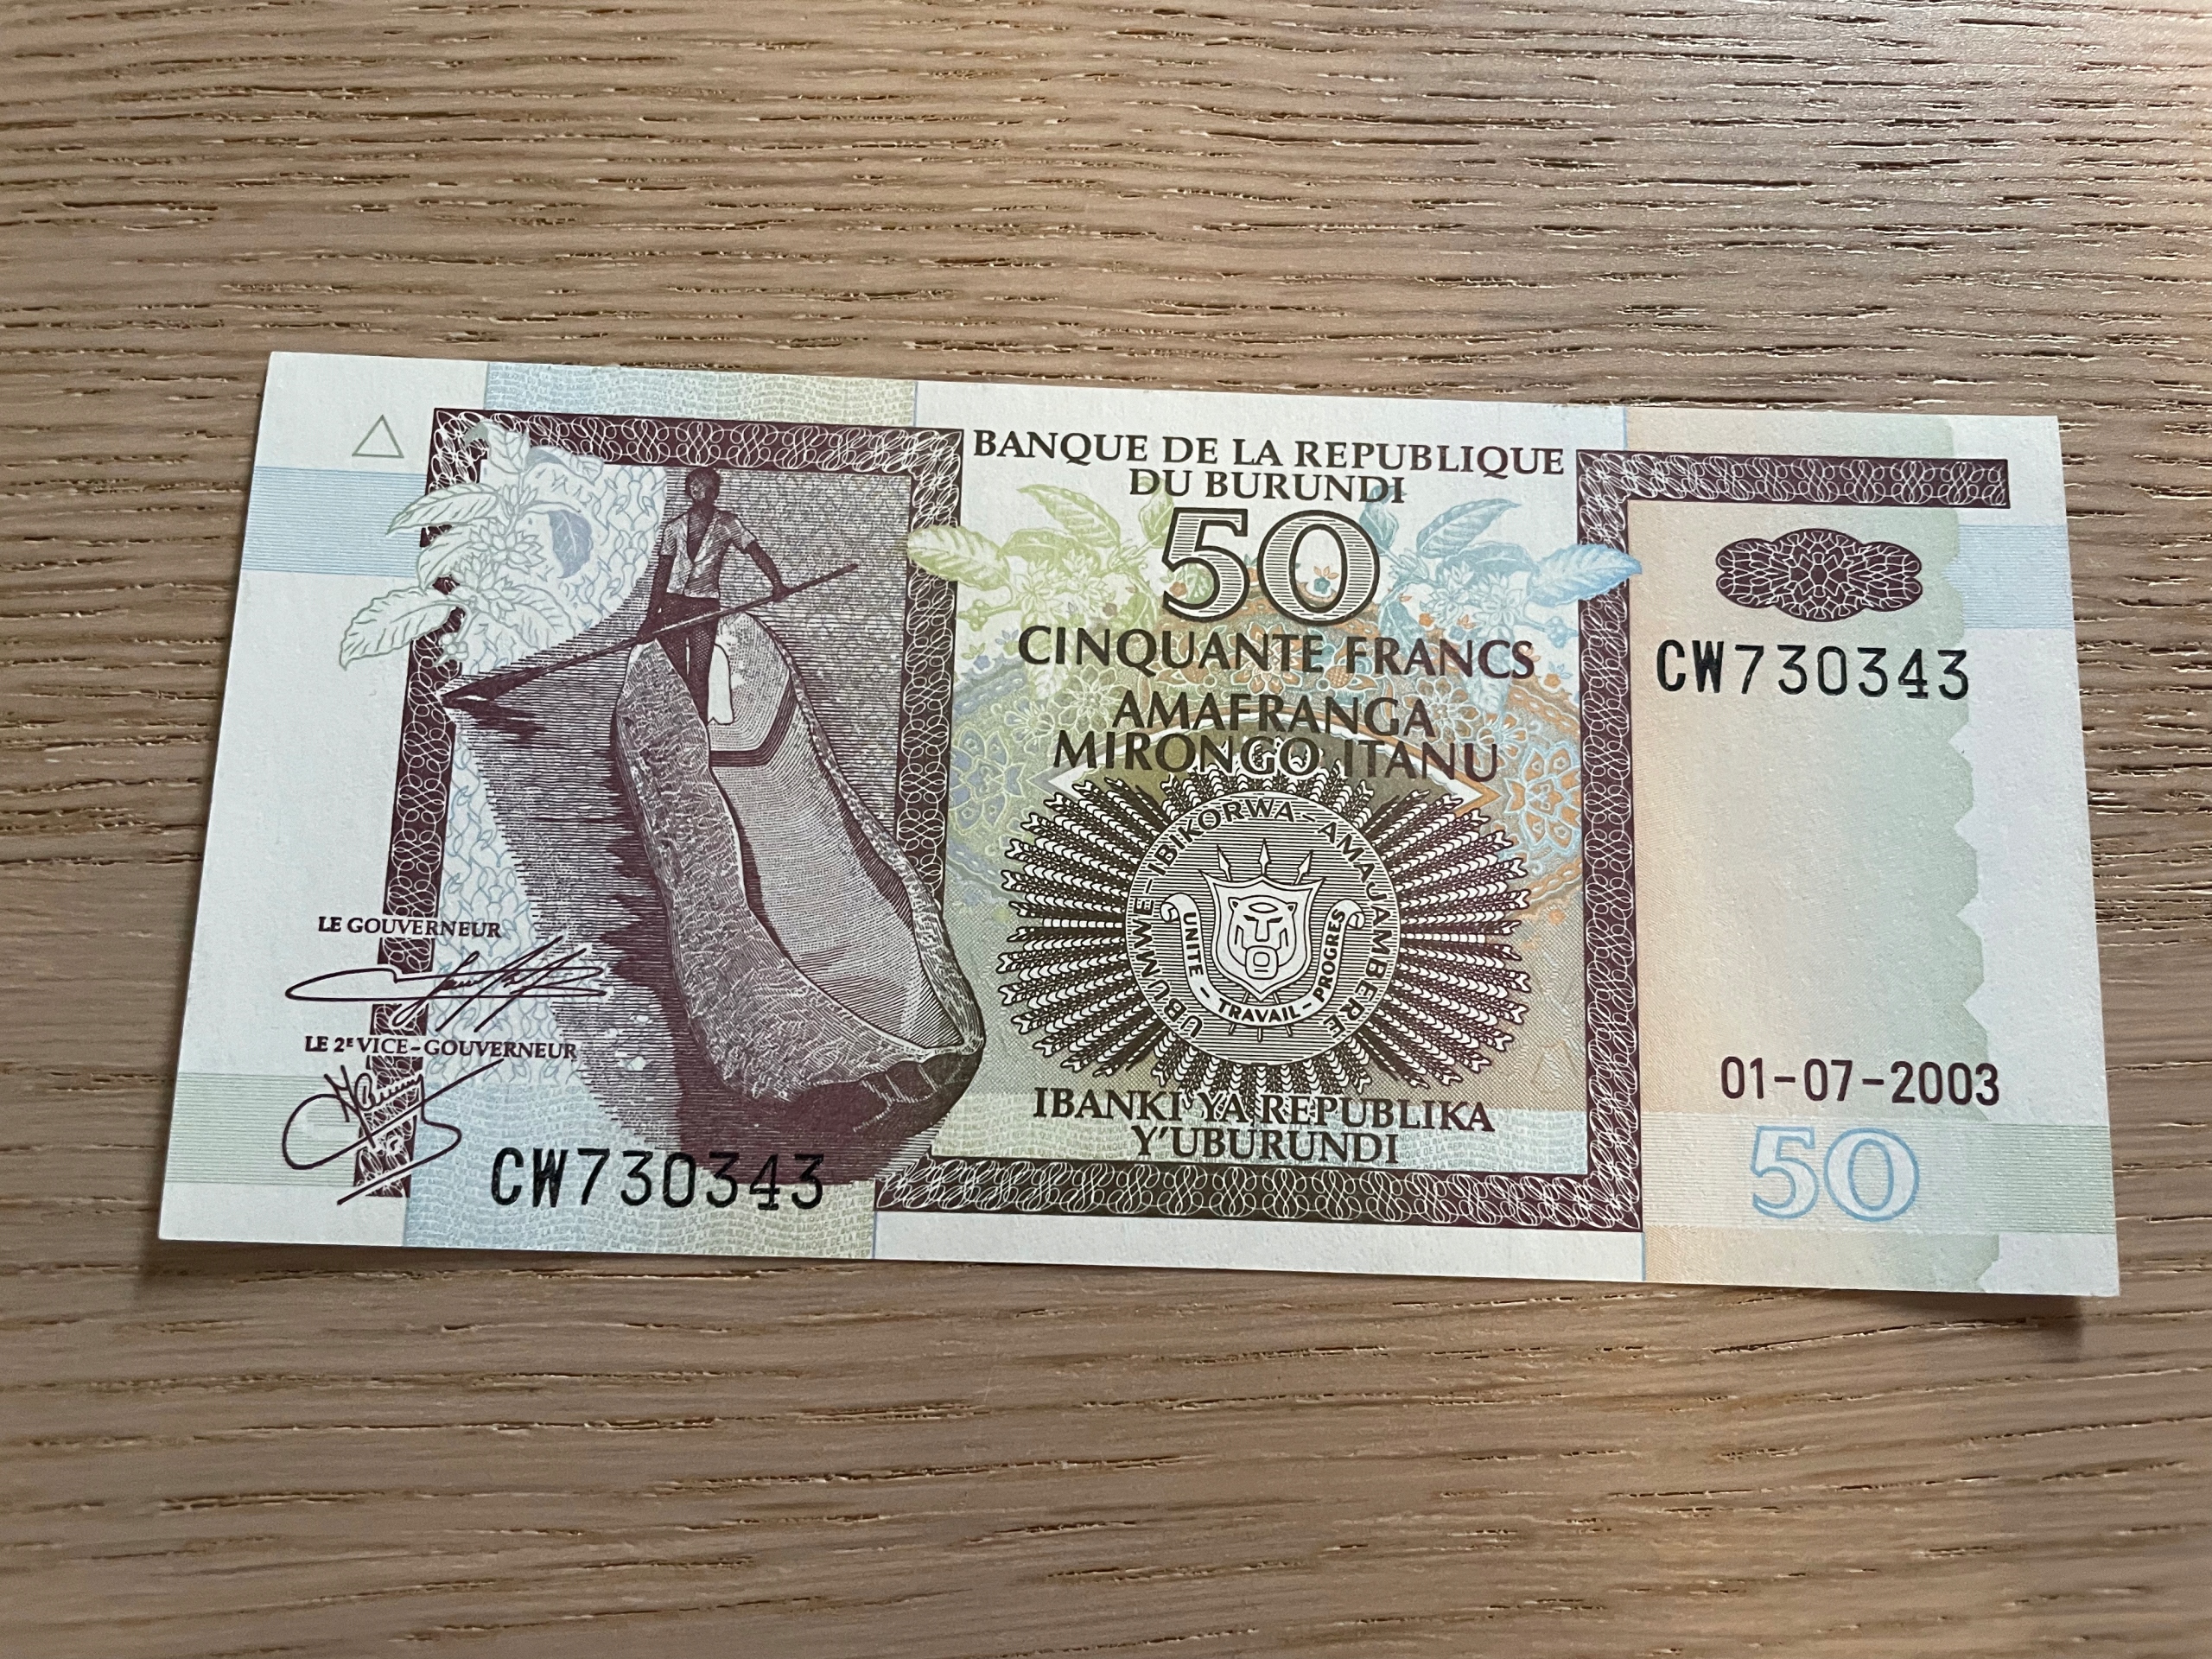 BANQUE DE LA REPUBLIQUE
DU BURUNDI
50
CINQUANTE FRANCS
AMAFRANGA
MIRONGO ITANU
CW730343
UBUMWE-IBIKORWA-AMAJAMBERE
UNITE - TRAVAIL - PROGRES
LE GOUVERNEUR
LE 2E VICE-GOUVERNEUR
IBANKI YA REPUBLIKA
Y'UBURUNDI
CW730343
01-07-2003
50